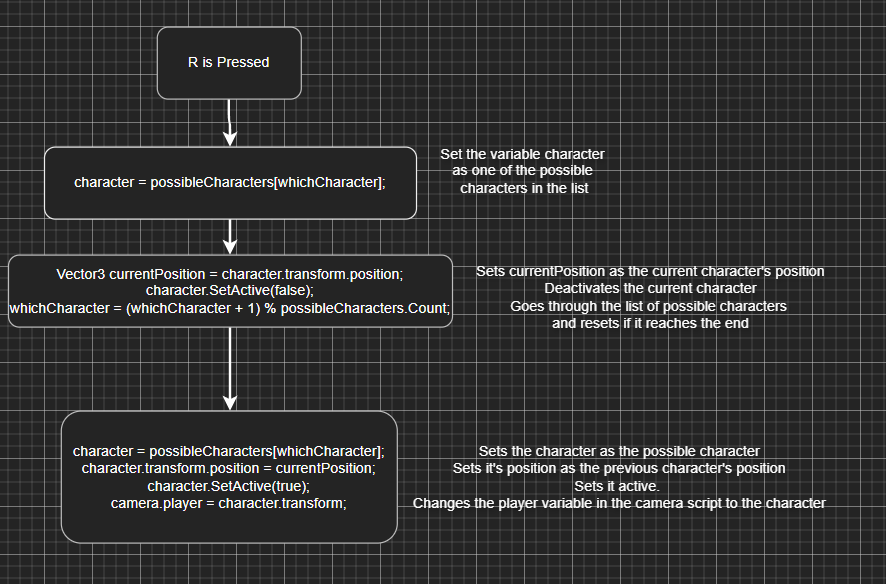 R is Pressed
character = possibleCharacters[whichCharacter];
Set the variable character
as one of the possible
characters in the list
Vector3 currentPosition = character.transform.position;
character.SetActive(false);
whichCharacter = (whichCharacter + 1) % possibleCharacters.Count;
Sets currentPosition as the current character's position
Deactivates the current character
Goes through the list of possible characters
and resets if it reaches the end
character = possibleCharacters[whichCharacter];
character.transform.position = currentPosition;
character.SetActive(true);
camera.player = character.transform;
Sets the character as the possible character
Sets it's position as the previous character's position
Sets it active.
Changes the player variable in the camera script to the character